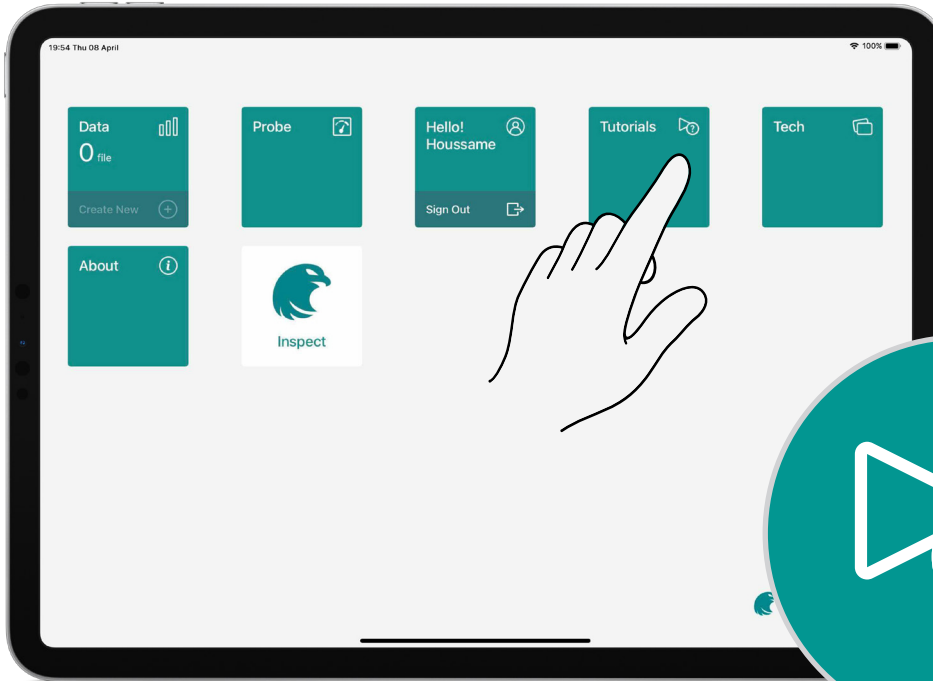 19:54 Thu 08 April
100%
Data
0 file
Create New
Probe
Hello!
Houssame
Sign Out
Tutorials
Tech
About
Inspect